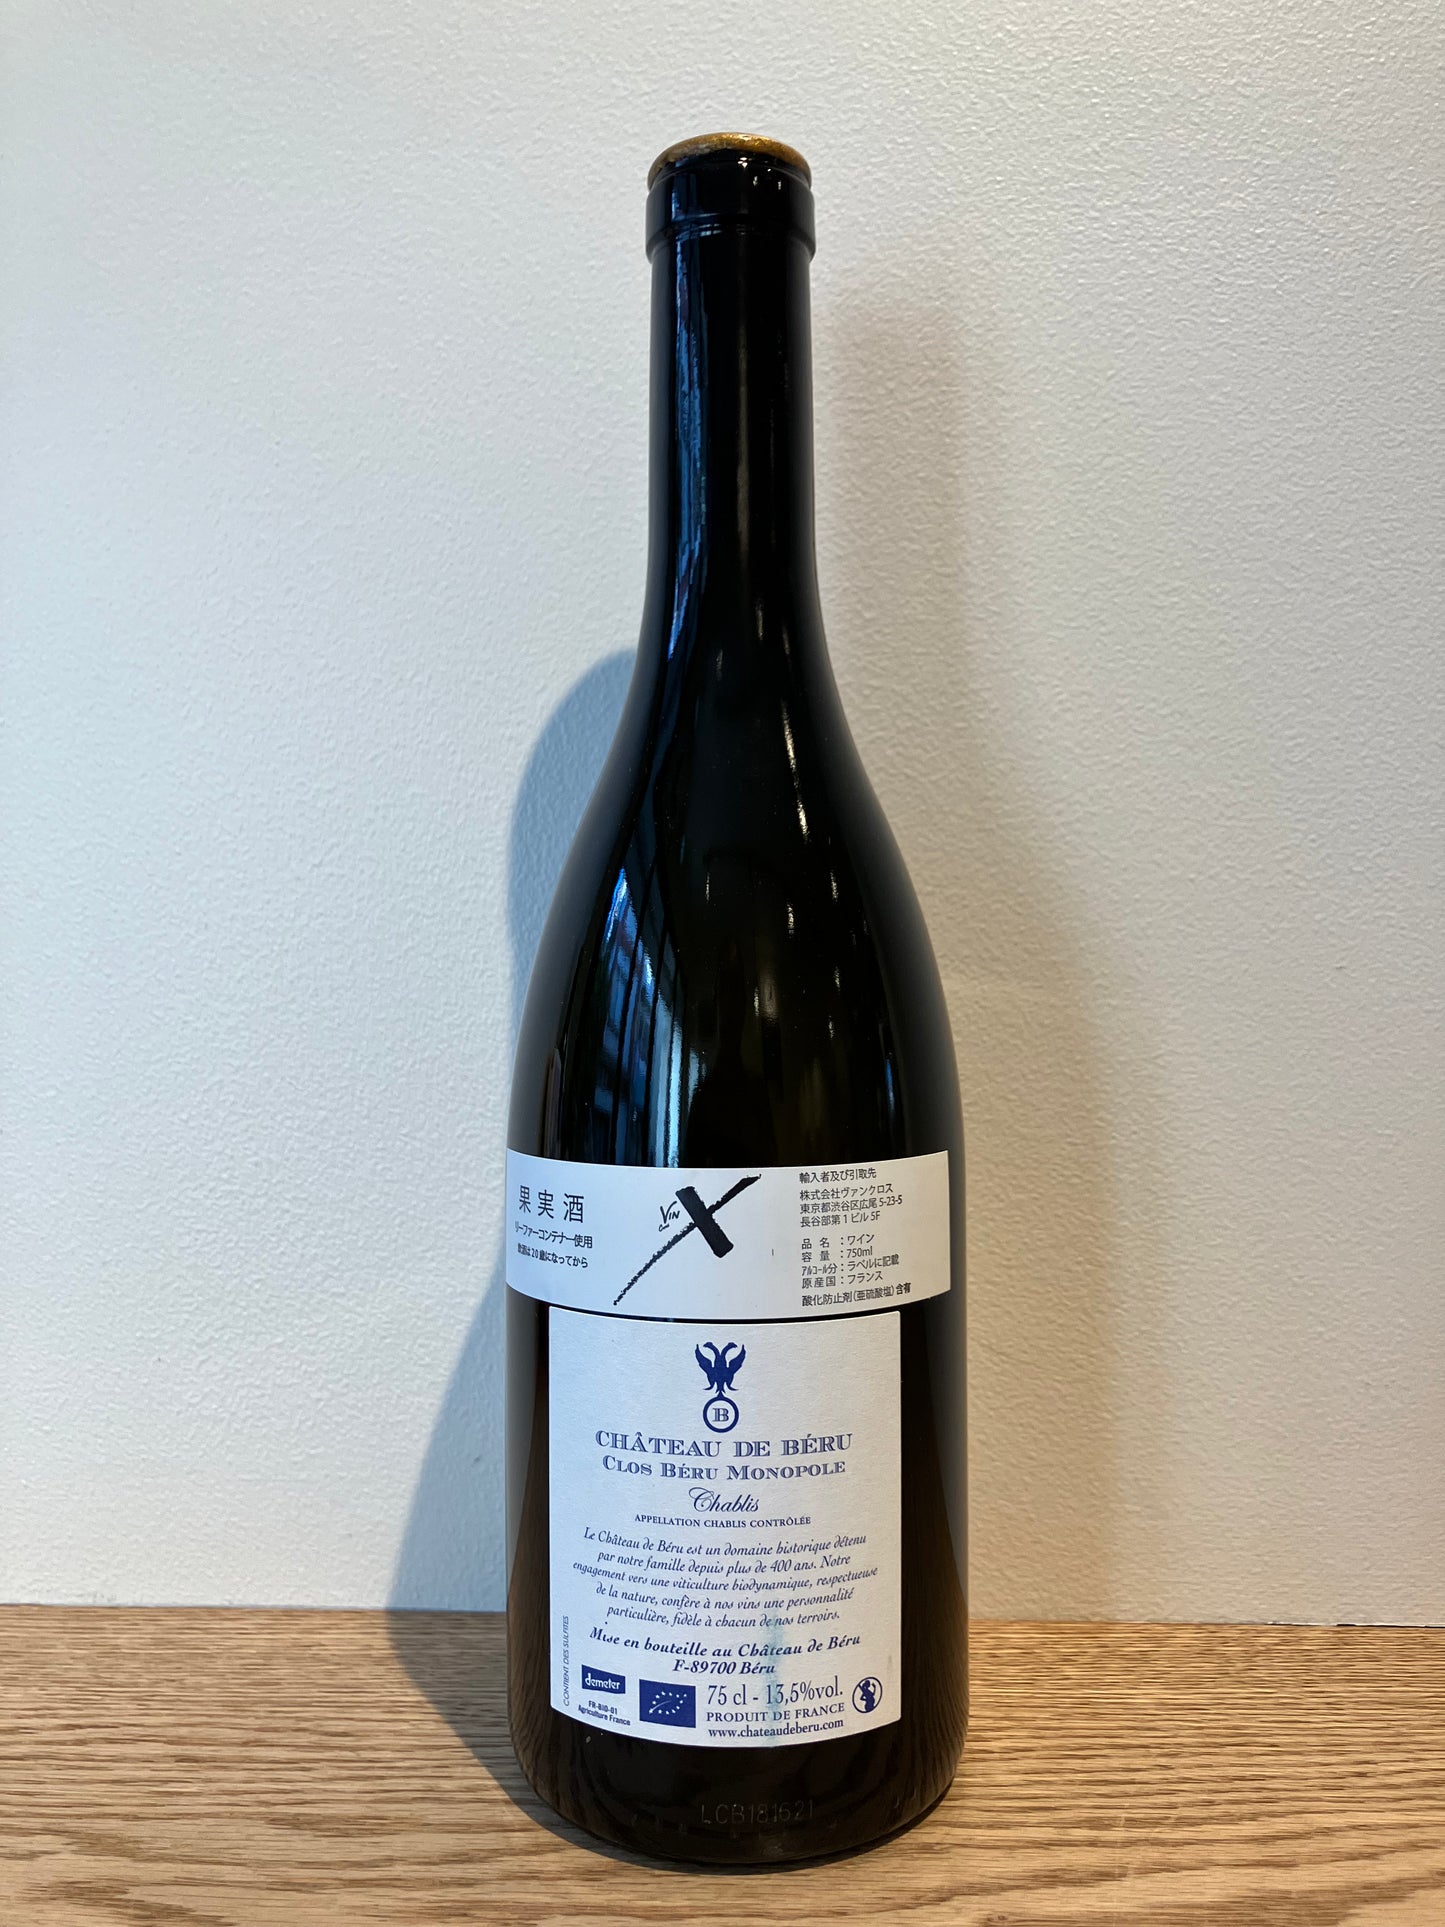 果実酒
リーファーコンテナー使用
飲酒は20歳になってから
VIN
Cross
輸入者及び引取先
株式会社ヴァンクロス
東京都渋谷区広尾5-23-5
長谷部第1ビル5F
品名：ワイン
容量：750ml
アルコール分：ラベルに記載
原産国：フランス
酸化防止剤（亜硫酸塩）含有
B
CHÂTEAU DE BÉRU
CLOS BÉRU MONOPOLE
Chablis
APPELLATION CHABLIS CONTRÔLÉE
Le Château de Béru est un domaine historique détenu
par notre famille depuis plus de 400 ans. Notre
engagement vers une viticulture biodynamique, respectueuse
de la nature, confère à nos vins une personnalité
particulière, fidèle à chacun de nos terroirs.
Mise en bouteille au Château de Béru
F-89700 Béru
CONTIENT DES SULFITES
demeter
FR-BIO-01
Agriculture France
75 cl - 13,5%vol.
PRODUIT DE FRANCE
www.chateaudeberu.com
LCB181621